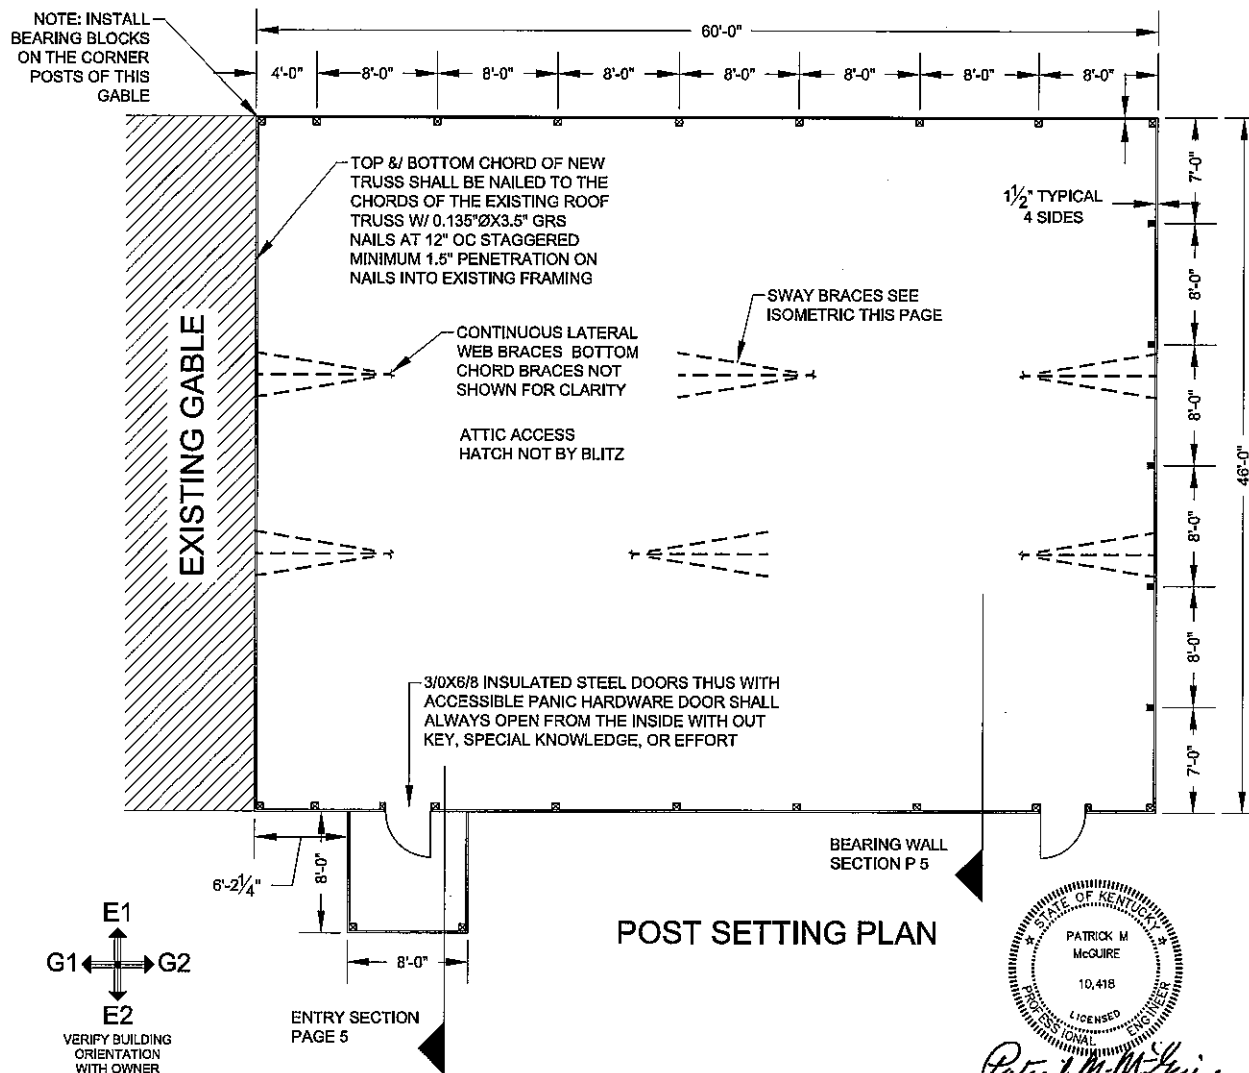 NOTE: INSTALL
BEARING BLOCKS
ON THE CORNER
POSTS OF THIS
GABLE
60'-0"
4'-0"
8'-0"
8'-0"
8'-0"
8'-0"
8'-0"
8'-0"
8'-0"
TOP &/ BOTTOM CHORD OF NEW
TRUSS SHALL BE NAILED TO THE
CHORDS OF THE EXISTING ROOF
TRUSS W/ 0.135"ØX3.5" GRS
NAILS AT 12" OC STAGGERED
MINIMUM 1.5" PENETRATION ON
NAILS INTO EXISTING FRAMING
1½" TYPICAL
4 SIDES
7'-0"
8'-0"
8'-0"
8'-0"
8'-0"
7'-0"
46'-0"
EXISTING GABLE
CONTINUOUS LATERAL
WEB BRACES BOTTOM
CHORD BRACES NOT
SHOWN FOR CLARITY
SWAY BRACES SEE
ISOMETRIC THIS PAGE
ATTIC ACCESS
HATCH NOT BY BLITZ
3/0X6/8 INSULATED STEEL DOORS THUS WITH
ACCESSIBLE PANIC HARDWARE DOOR SHALL
ALWAYS OPEN FROM THE INSIDE WITH OUT
KEY, SPECIAL KNOWLEDGE, OR EFFORT
6'-2¼"
8'-0"
8'-0"
BEARING WALL
SECTION P 5
POST SETTING PLAN
E1
G1 G2
E2
VERIFY BUILDING
ORIENTATION
WITH OWNER
ENTRY SECTION
PAGE 5
STATE OF KENTUCKY
PATRICK M
McGUIRE
10,418
LICENSED
PROFESSIONAL ENGINEER
Patrick M. McGuire